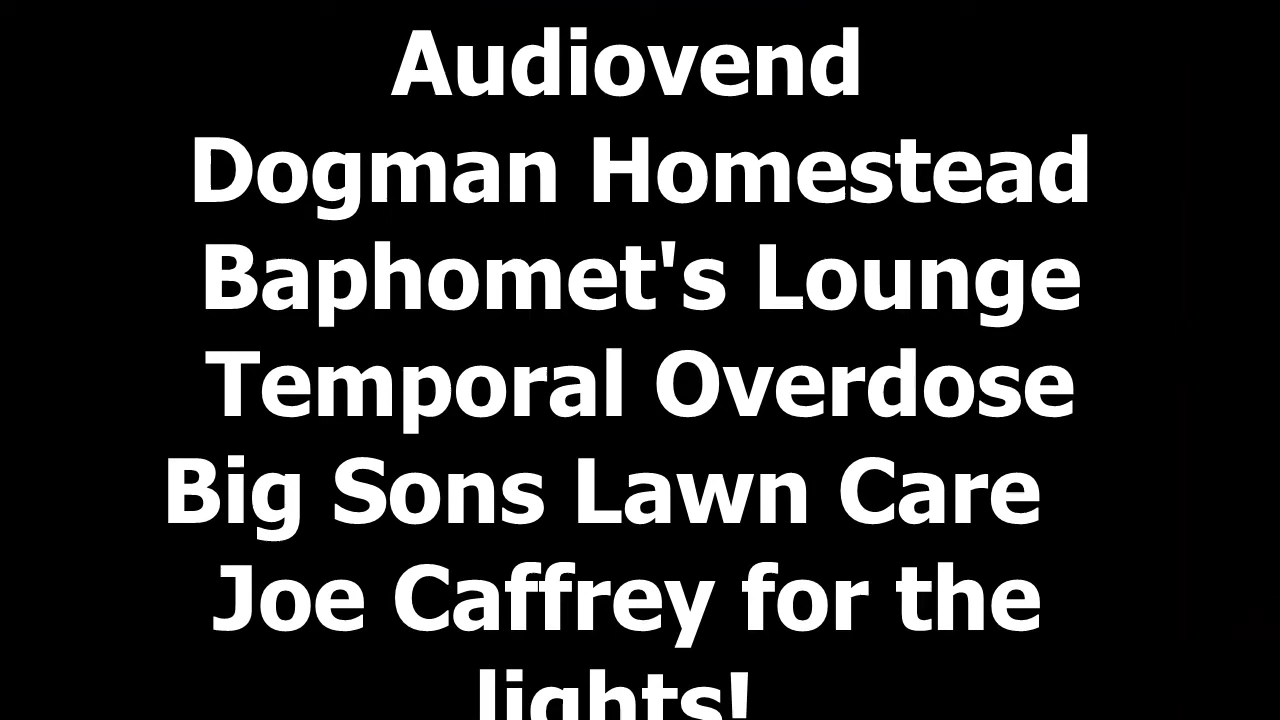 Audiovend
Dogman Homestead
Baphomet's Lounge
Temporal Overdose
Big Sons Lawn Care
Joe Caffrey for the
lights!